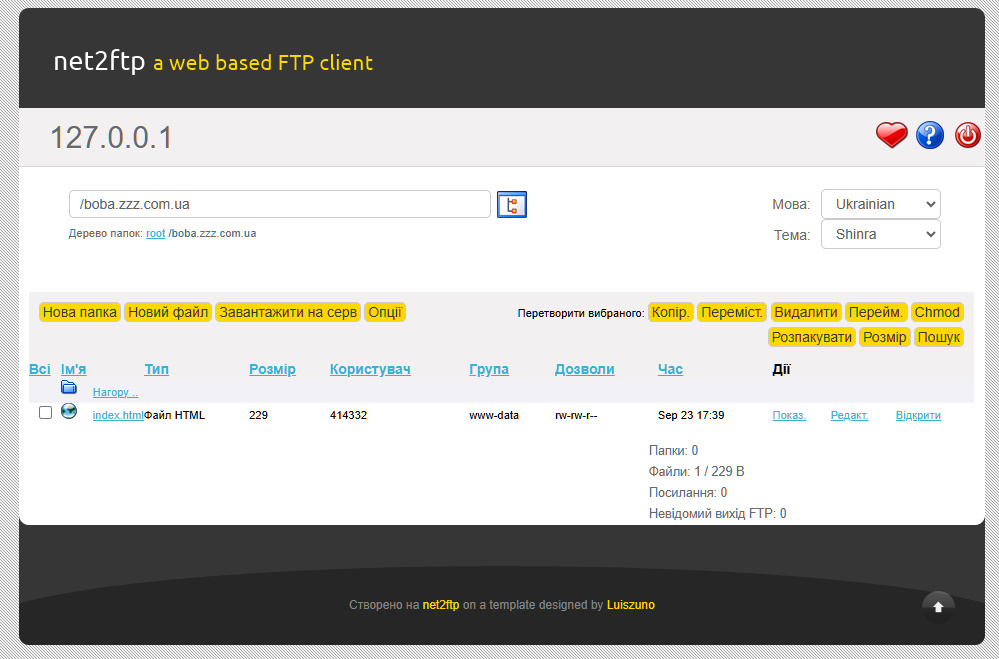 net2ftp a web based FTP client
127.0.0.1
/boba.zzz.com.ua
Мова: Ukrainian
Дерево папок: root /boba.zzz.com.ua
Тема: Shinra
Нова папка Новий файл Завантажити на серв Опції Перетворити вибраного: Копір. Переміст. Видалити Перейм. Chmod
Розпакувати Розмір Пошук
Всі Ім'я Тип Розмір Користувач Група Дозволи Час Дії
Нагору ..
index.html Файл HTML 229 414332 www-data rw-rw-r-- Sep 23 17:39 Показ. Редакт. Відкрити
Папки: 0
Файли: 1 / 229 B
Посилання: 0
Невідомий вихід FTP: 0
Створено на net2ftp on a template designed by Luiszuno